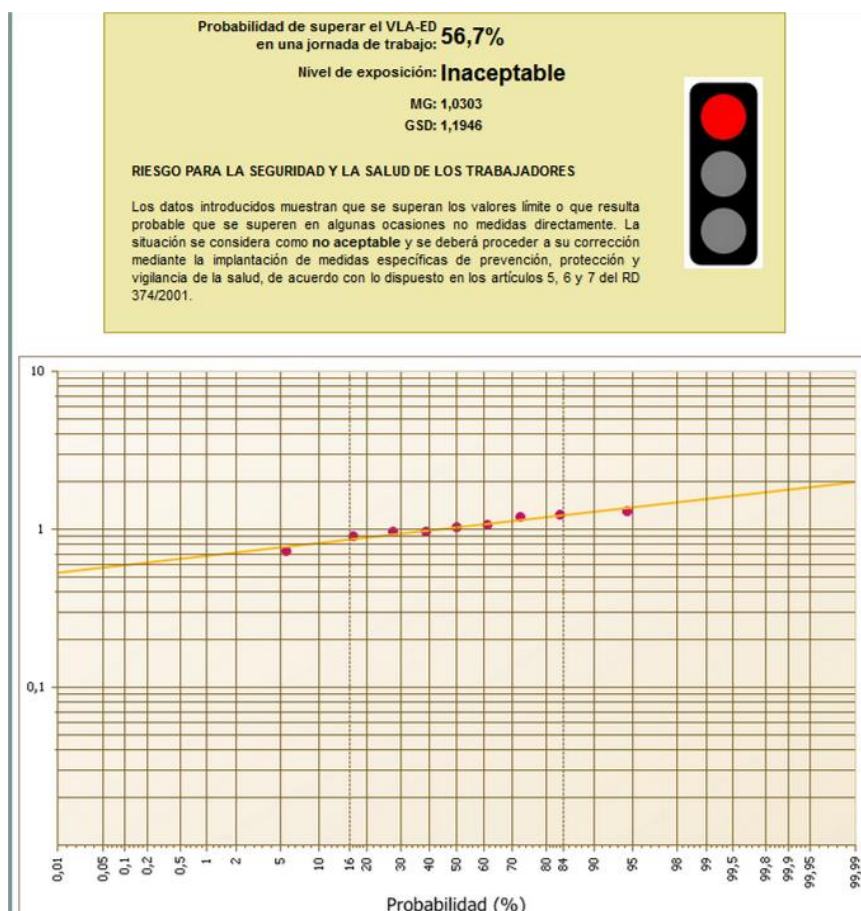 Probabilidad de superar el VLA-ED
en una jornada de trabajo: 56,7%
Nivel de exposición: Inaceptable
MG: 1,0303
GSD: 1,1946
RIESGO PARA LA SEGURIDAD Y LA SALUD DE LOS TRABAJADORES
Los datos introducidos muestran que se superan los valores límite o que resulta
probable que se superen en algunas ocasiones no medidas directamente. La
situación se considera como no aceptable y se deberá proceder a su corrección
mediante la implantación de medidas específicas de prevención, protección y
vigilancia de la salud, de acuerdo con lo dispuesto en los artículos 5, 6 y 7 del RD
374/2001.
10
1
0,1
0,01 0,05 0,1 0,2 0,5 1 2 5 10 16 20 30 40 50 60 70 80 84 90 95 98 99 99,5 99,8 99,9 99,95 99,99
Probabilidad (%)